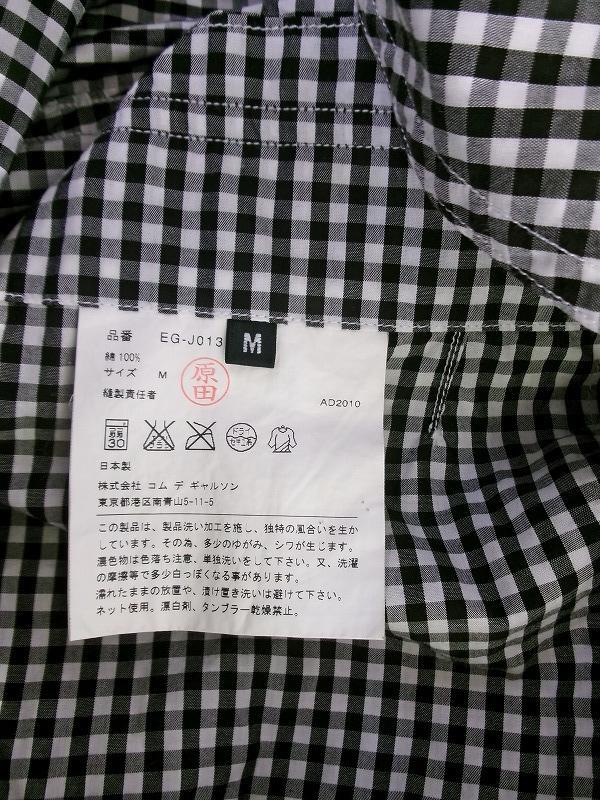 品番 EG-J013
M
綿 100%
サイズ M
原田
縫製責任者
AD2010
弱 30
ドライ
セキユ系
日本製
株式会社 コム デ ギャルソン
東京都港区南青山5-11-5
この製品は、製品洗い加工を施し、独特の風合いを生か
しています。その為、多少のゆがみ、シワが生じます。
濃色物は色落ち注意、単独洗いをして下さい。又、洗濯
の摩擦等で多少白っぽくなる事があります。
濡れたままの放置や、漬け置き洗いは避けて下さい。
ネット使用。漂白剤、タンブラー乾燥禁止。